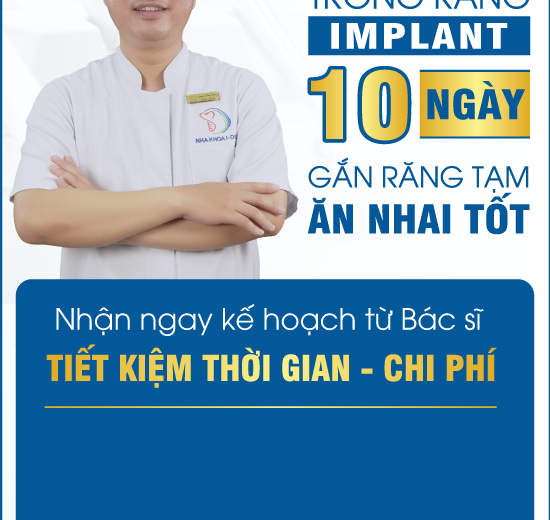 TRỒNG RĂNG
IMPLANT
10 NGÀY
GẮN RĂNG TẠM
ĂN NHAI TỐT
Nhận ngay kế hoạch từ Bác sĩ
TIẾT KIỆM THỜI GIAN - CHI PHÍ